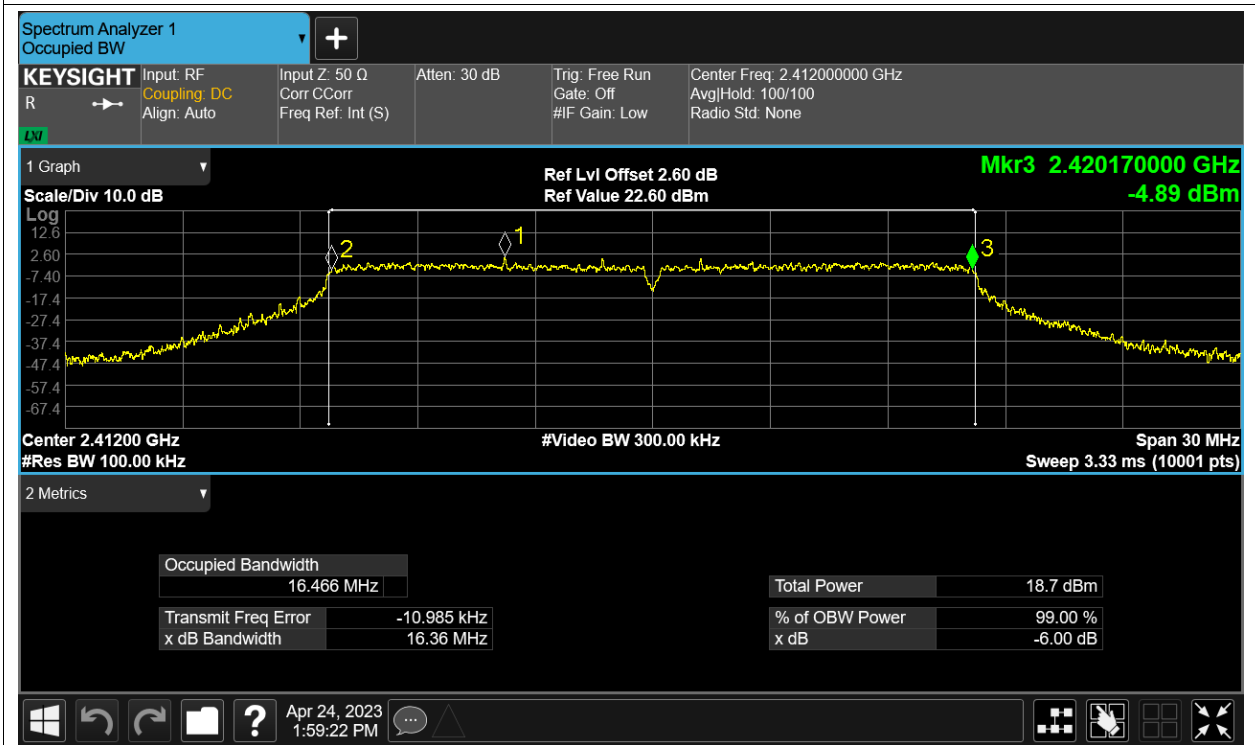 Spectrum Analyzer 1
Occupied BW
KEYSIGHT
R
LXI
Input: RF
Coupling: DC
Align: Auto
Input Z: 50 Ω
Corr CCorr
Freq Ref: Int (S)
Atten: 30 dB
Trig: Free Run
Gate: Off
#IF Gain: Low
Center Freq: 2.412000000 GHz
Avg|Hold: 100/100
Radio Std: None
1 Graph
Scale/Div 10.0 dB
Ref Lvl Offset 2.60 dB
Ref Value 22.60 dBm
Mkr3 2.420170000 GHz
-4.89 dBm
Log
12.6
2.60
-7.40
-17.4
-27.4
-37.4
-47.4
-57.4
-67.4
2
1
3
Center 2.41200 GHz
#Res BW 100.00 kHz
#Video BW 300.00 kHz
Span 30 MHz
Sweep 3.33 ms (10001 pts)
2 Metrics
Occupied Bandwidth
16.466 MHz
Transmit Freq Error -10.985 kHz
x dB Bandwidth 16.36 MHz
Total Power 18.7 dBm
% of OBW Power 99.00 %
x dB -6.00 dB
?
Apr 24, 2023
1:59:22 PM